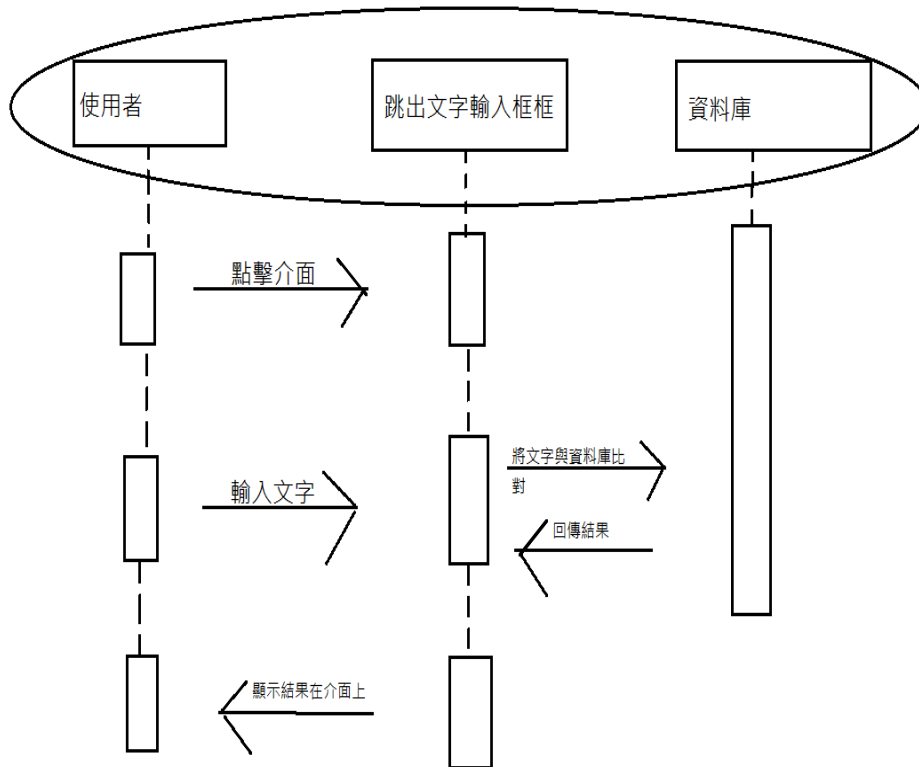 使用者
跳出文字輸入框框
資料庫
點擊介面
將文字與資料庫比
對
輸入文字
回傳結果
顯示結果在介面上